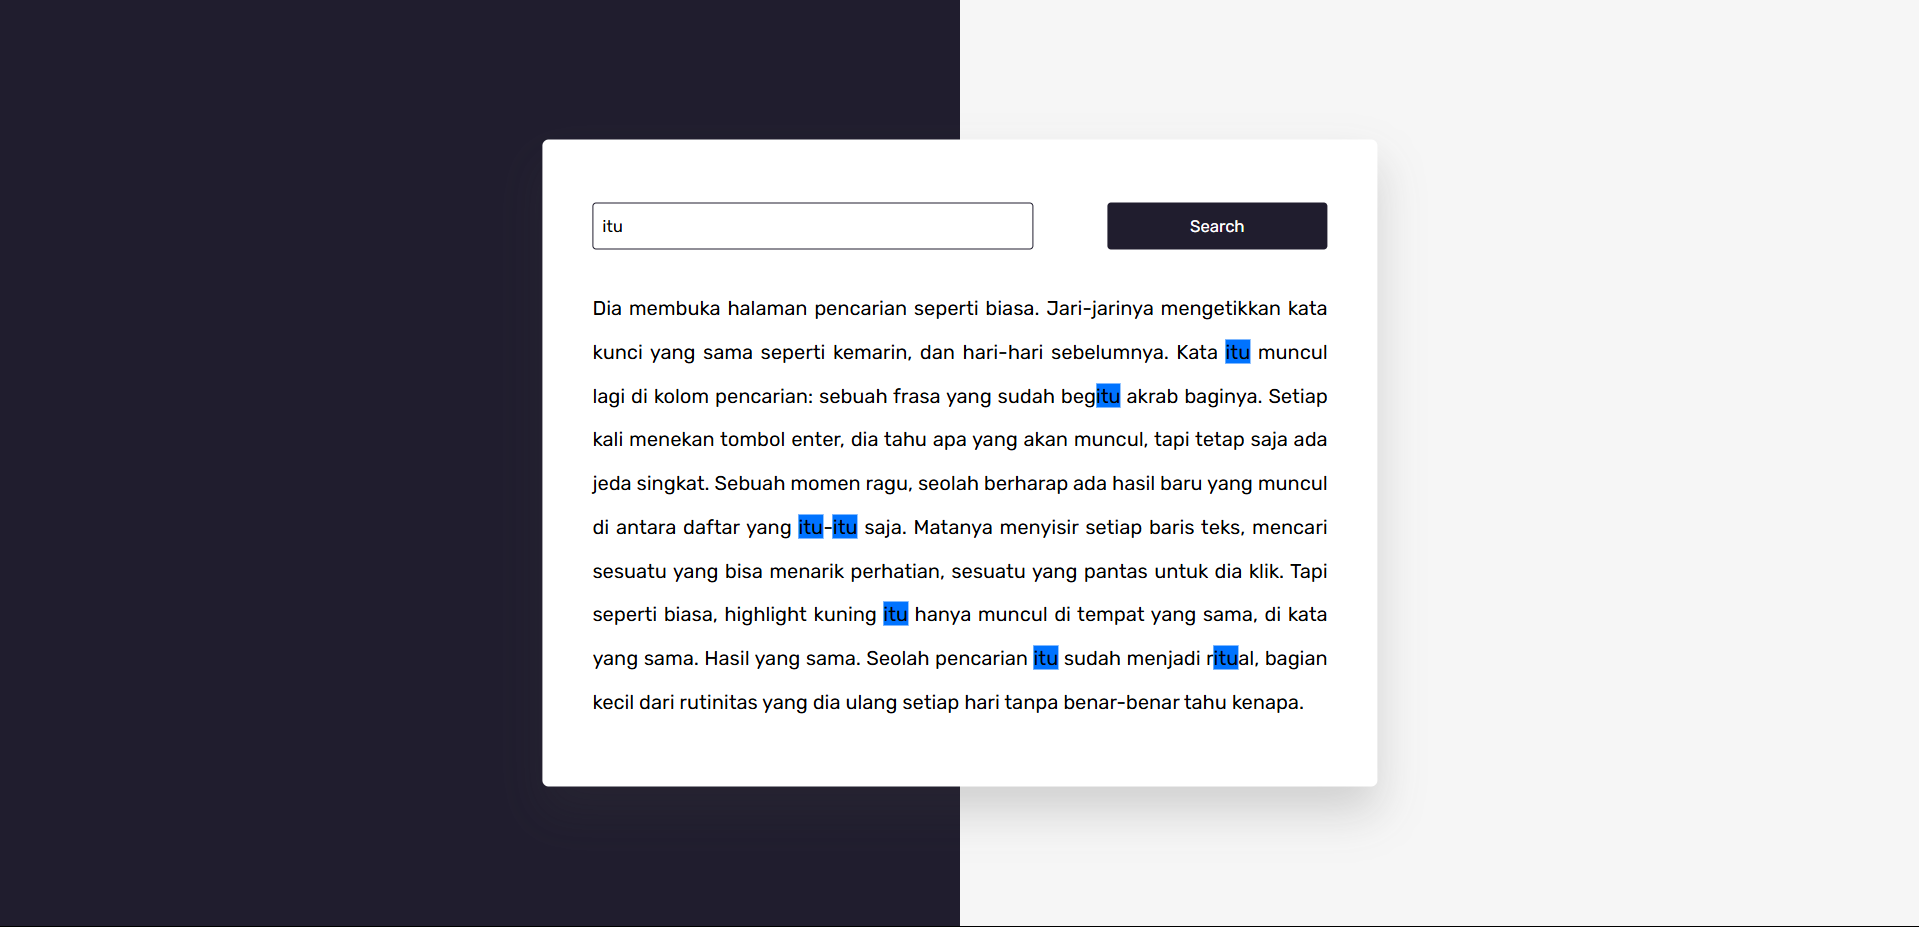 itu
Search
Dia membuka halaman pencarian seperti biasa. Jari-jarinya mengetikkan kata
kunci yang sama seperti kemarin, dan hari-hari sebelumnya. Kata itu muncul
lagi di kolom pencarian: sebuah frasa yang sudah begitu akrab baginya. Setiap
kali menekan tombol enter, dia tahu apa yang akan muncul, tapi tetap saja ada
jeda singkat. Sebuah momen ragu, seolah berharap ada hasil baru yang muncul
di antara daftar yang itu-itu saja. Matanya menyisir setiap baris teks, mencari
sesuatu yang bisa menarik perhatian, sesuatu yang pantas untuk dia klik. Tapi
seperti biasa, highlight kuning itu hanya muncul di tempat yang sama, di kata
yang sama. Hasil yang sama. Seolah pencarian itu sudah menjadi ritual, bagian
kecil dari rutinitas yang dia ulang setiap hari tanpa benar-benar tahu kenapa.